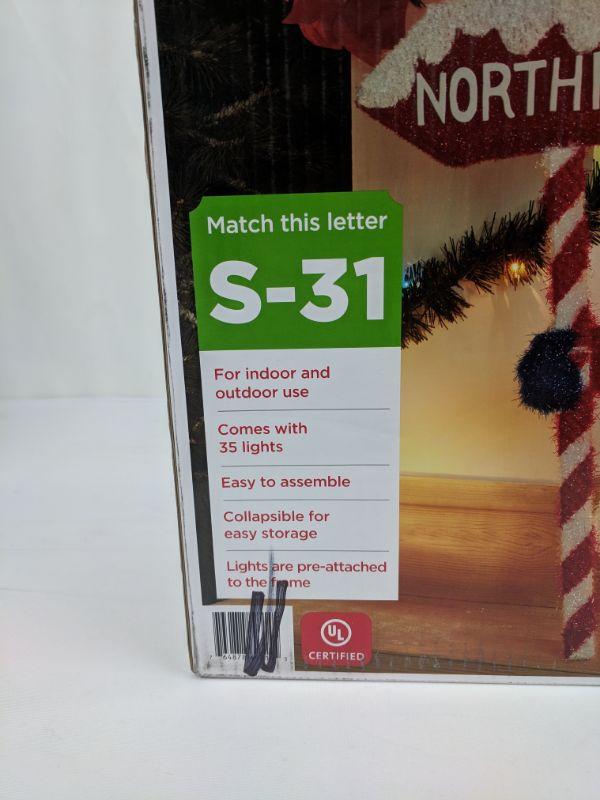 NORTH
Match this letter
S-31
For indoor and
outdoor use
Comes with
35 lights
Easy to assemble
Collapsible for
easy storage
Lights are pre-attached
to the frame
UL
CERTIFIED